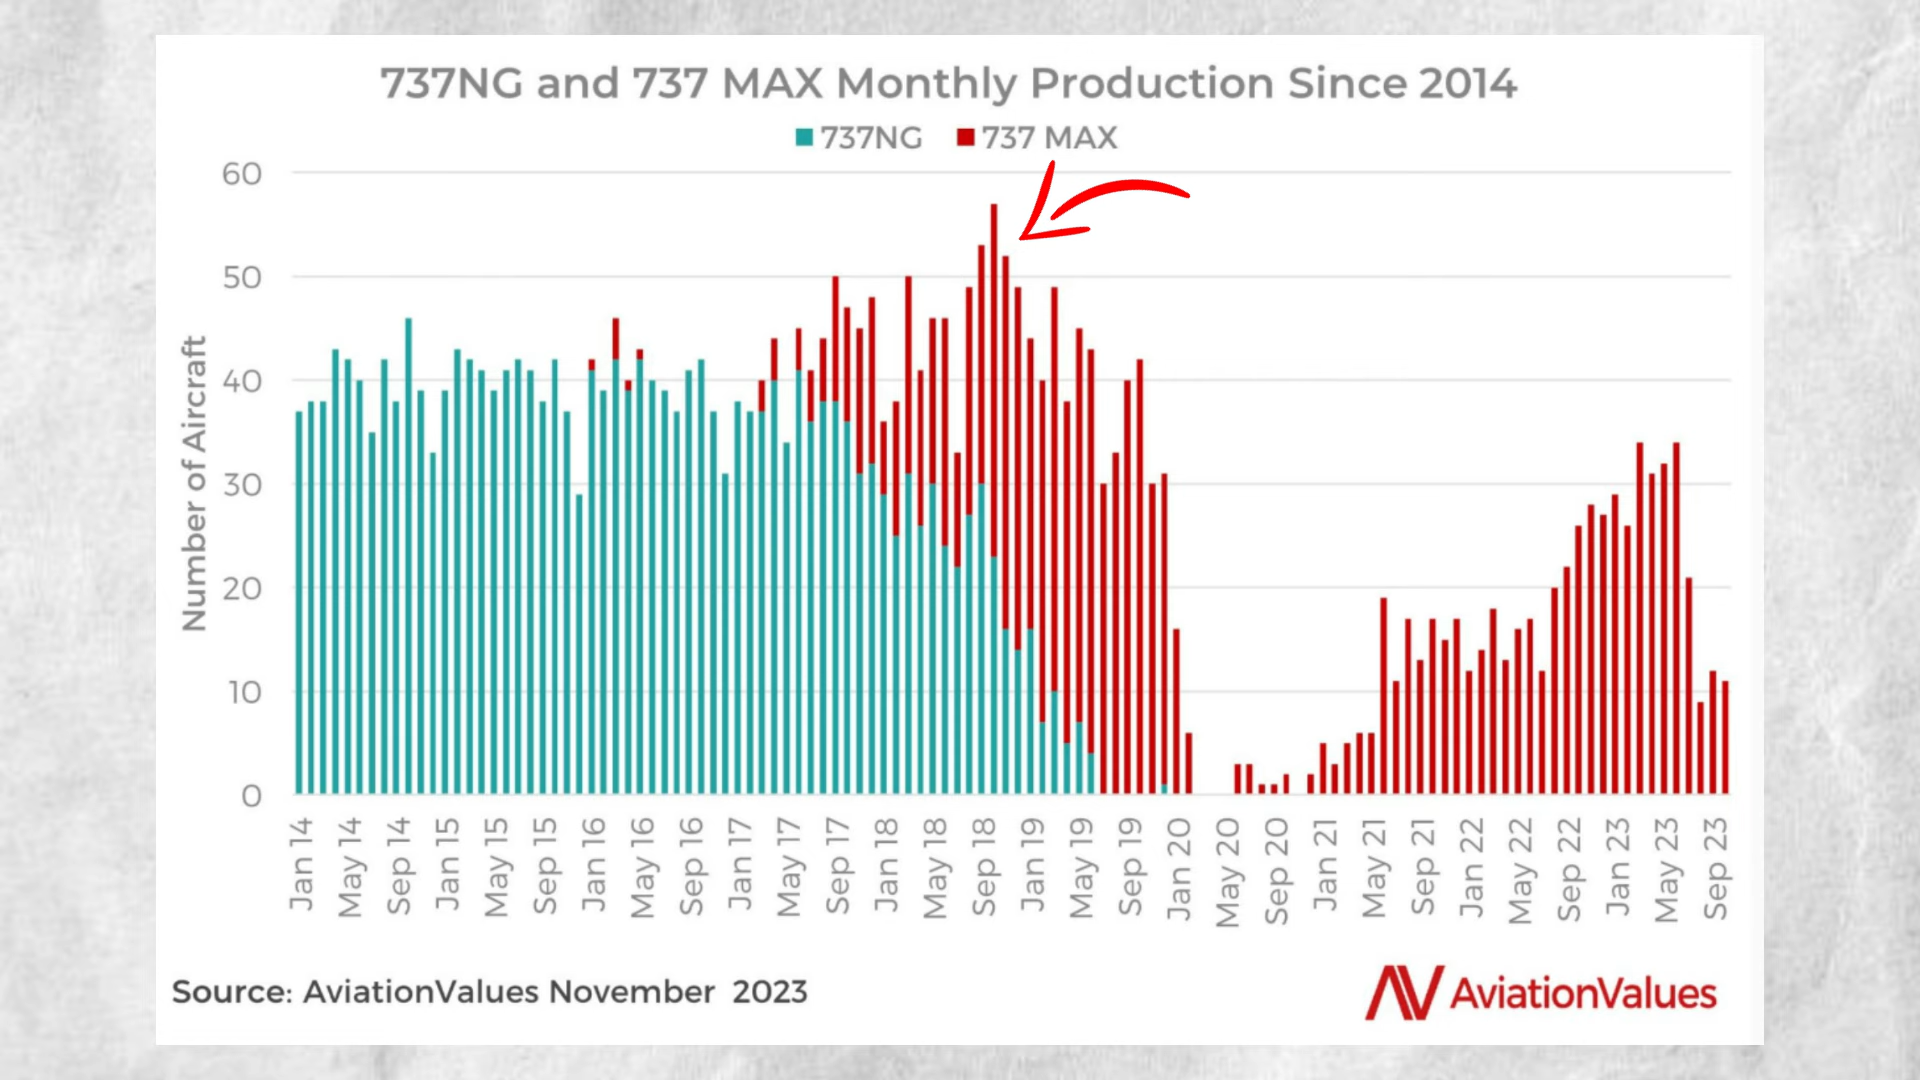 737NG and 737 MAX Monthly Production Since 2014
737NG 737 MAX
Number of Aircraft
60
50
40
30
20
10
0
Jan 14
May 14
Sep 14
Jan 15
May 15
Sep 15
Jan 16
May 16
Sep 16
Jan 17
May 17
Sep 17
Jan 18
May 18
Sep 18
Jan 19
May 19
Sep 19
Jan 20
May 20
Sep 20
Jan 21
May 21
Sep 21
Jan 22
May 22
Sep 22
Jan 23
May 23
Sep 23
Source: AviationValues November 2023
AV AviationValues